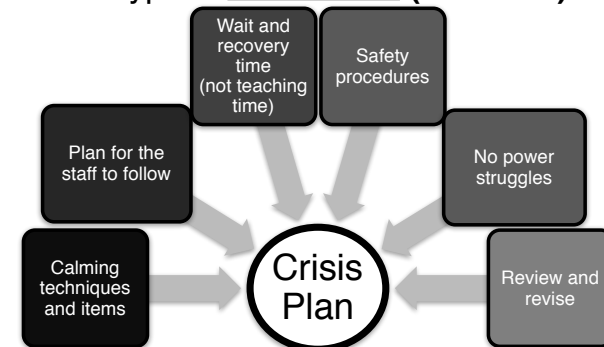 Wait and
recovery
time
(not teaching
time)
Safety
procedures
Plan for the
staff to follow
No power
struggles
Calming
techniques
and items
Crisis
Plan
Review and
revise